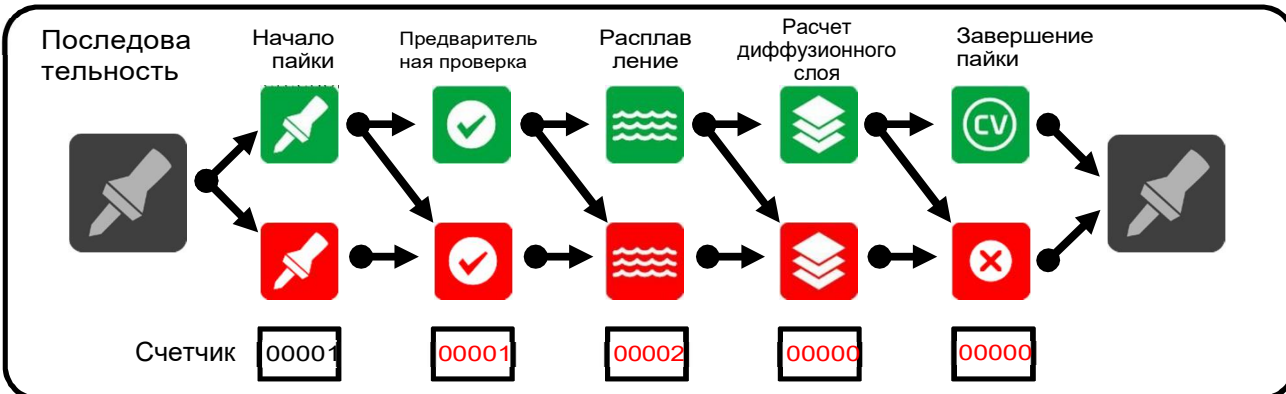 Последова
тельность
Начало
пайки
Предваритель
ная проверка
Расплав
ление
Расчет
диффузионного
слоя
Завершение
пайки
CV
Счетчик
00001
00001
00002
00000
00000